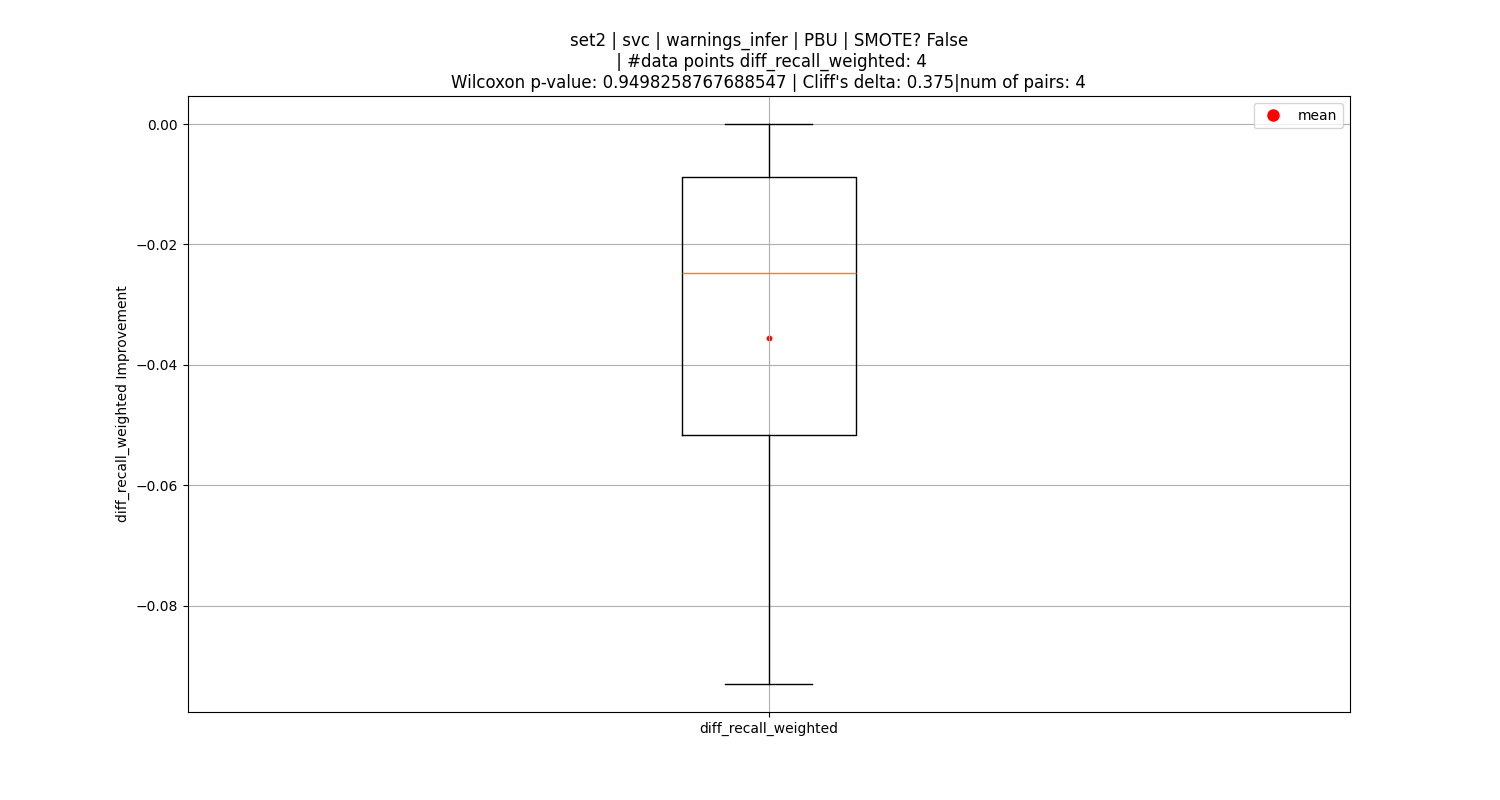 set2 | svc | warnings_infer | PBU | SMOTE? False
| #data points diff_recall_weighted: 4
Wilcoxon p-value: 0.9498258767688547 | Cliff's delta: 0.375|num of pairs: 4
mean
0.00
−0.02
−0.04
−0.06
−0.08
diff_recall_weighted Improvement
diff_recall_weighted